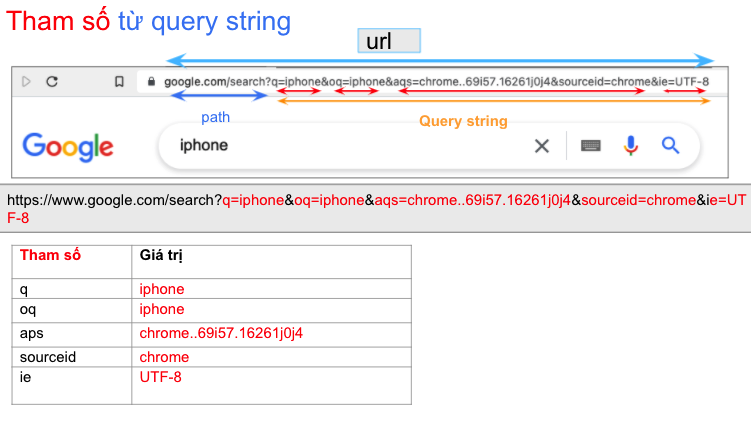 Tham số từ query string
url
google.com/search?q=iphone&oq=iphone&aqs=chrome..69i57.16261j0j4&sourceid=chrome&ie=UTF-8
path
Query string
Google
iphone
https://www.google.com/search?q=iphone&oq=iphone&aqs=chrome..69i57.16261j0j4&sourceid=chrome&ie=UT
F-8
Tham số Giá trị
q iphone
oq iphone
aps chrome..69i57.16261j0j4
sourceid chrome
ie UTF-8